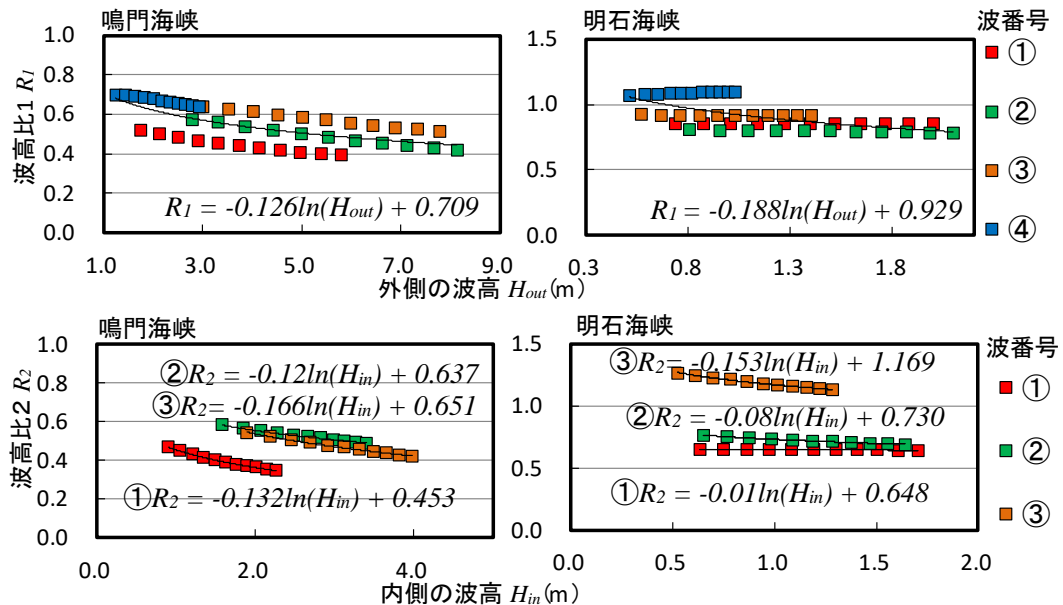 鳴門海峡
明石海峡
波番号
波高比1 R1
1.0
0.8
0.6
0.4
0.2
0.0
R1 = -0.126ln(Hout) + 0.709
1.0
3.0
5.0
7.0
9.0
1.5
1.0
0.5
0.0
R1 = -0.188ln(Hout) + 0.929
0.3
0.8
1.3
1.8
①
②
③
④
外側の波高 Hout(m)
鳴門海峡
明石海峡
波番号
波高比2 R2
1.0
0.8
0.6
0.4
0.2
0.0
②R2 = -0.12ln(Hin) + 0.637
③R2= -0.166ln(Hin) + 0.651
①R2 = -0.132ln(Hin) + 0.453
0.0
2.0
4.0
1.5
1.0
0.5
0.0
③R2= -0.153ln(Hin) + 1.169
②R2 = -0.08ln(Hin) + 0.730
①R2 = -0.01ln(Hin) + 0.648
0.0
0.5
1.0
1.5
2.0
①
②
③
内側の波高 Hin(m)